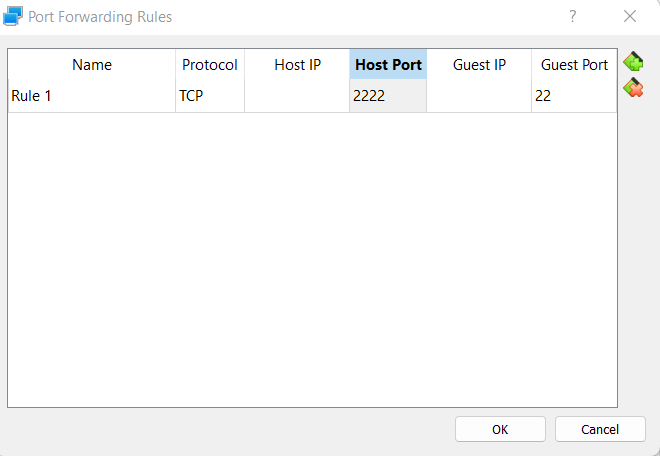 Port Forwarding Rules ?
Name Protocol Host IP Host Port Guest IP Guest Port
Rule 1 TCP 2222 22
OK Cancel